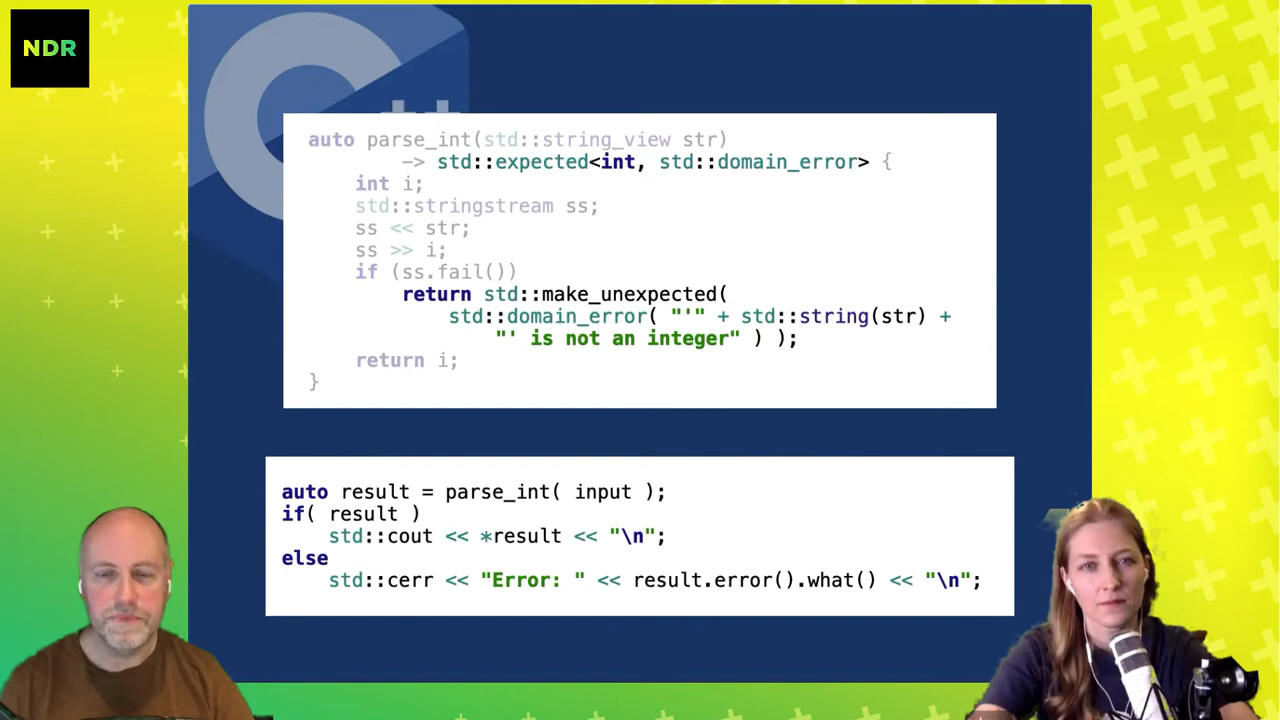 NDR
auto parse_int(std::string_view str)
-> std::expected<int, std::domain_error> {
int i;
std::stringstream ss;
ss << str;
ss >> i;
if (ss.fail())
return std::make_unexpected(
std::domain_error( "'" + std::string(str) +
"' is not an integer" ) );
return i;
}
auto result = parse_int( input );
if( result )
std::cout << *result << "\n";
else
std::cerr << "Error: " << result.error().what() << "\n";